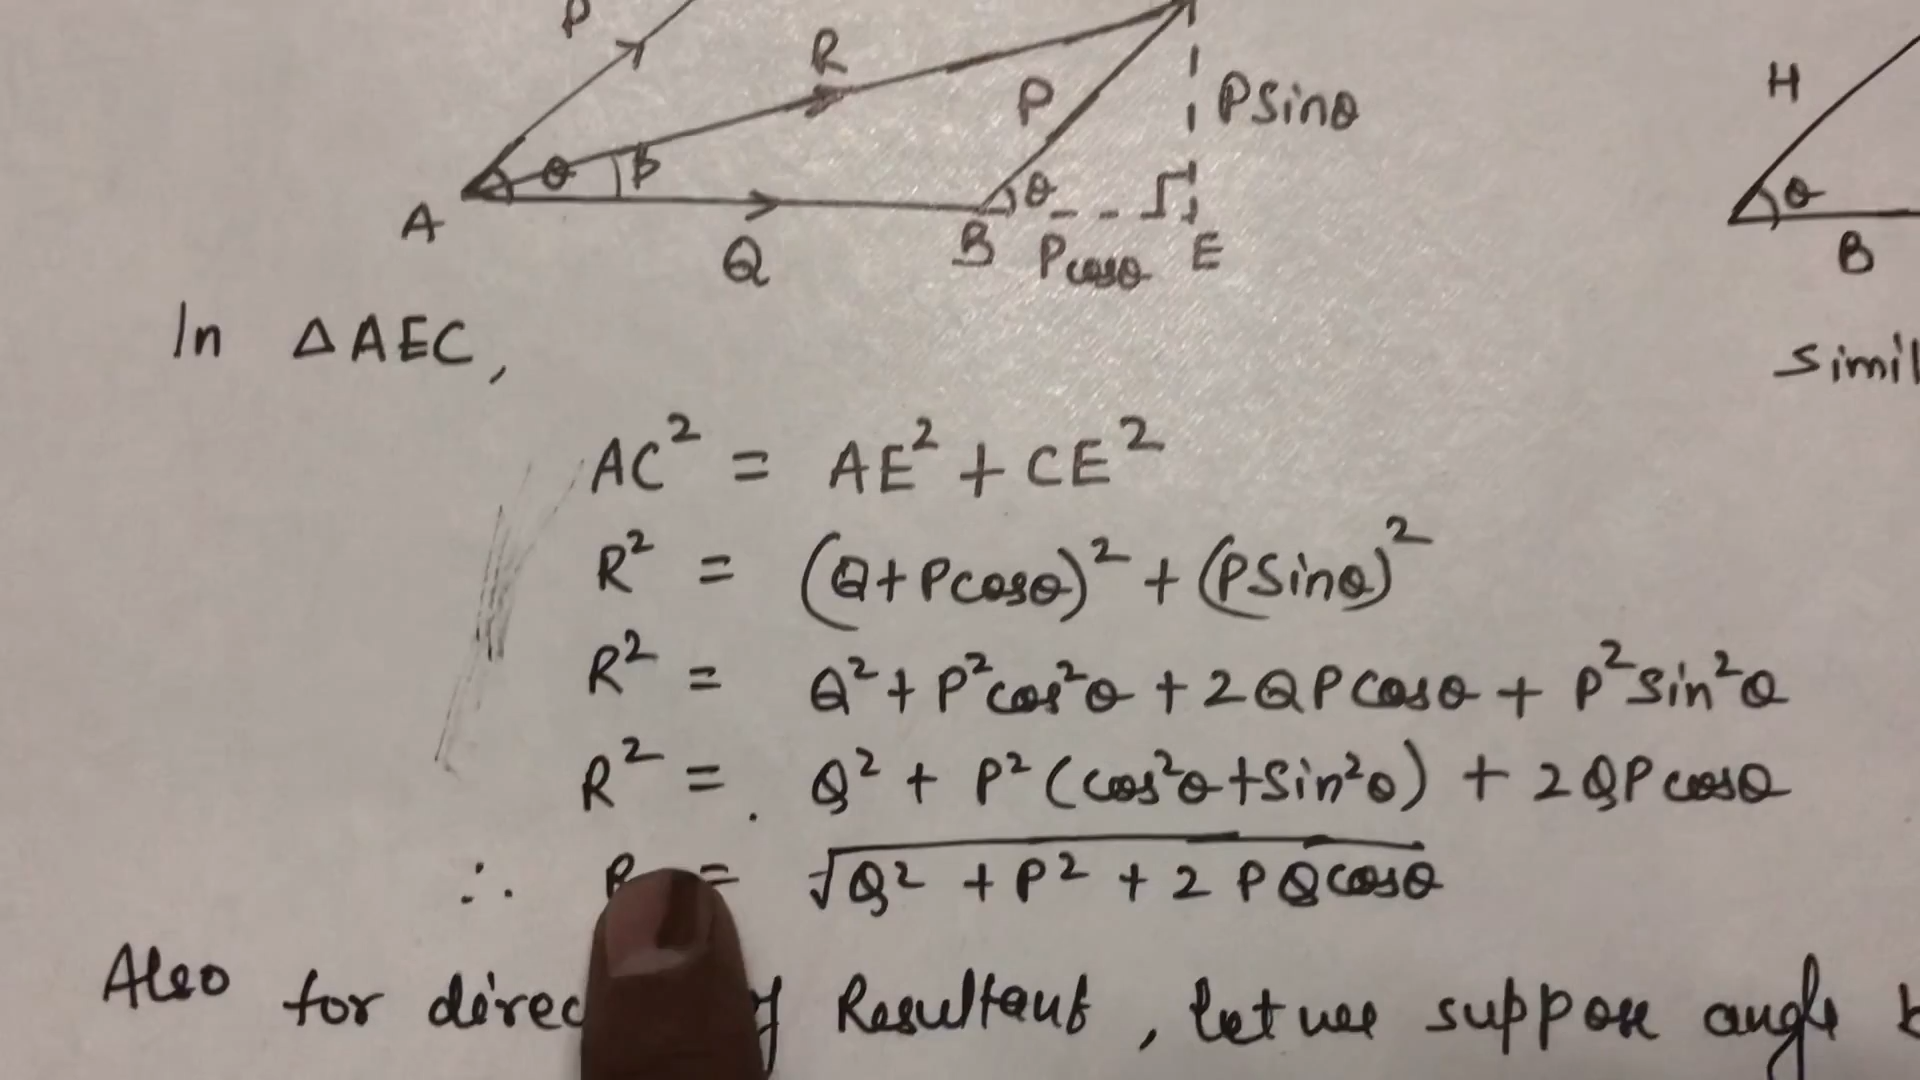 P
R
P
PSinθ
H
A
θ
β
θ
θ
Q
B
Pcosθ
E
B
In ΔAEC,
Simil
AC² = AE² + CE²
R² = (Q+Pcosθ)² + (PSinθ)²
R² = Q² + P²cos²θ + 2QPcosθ + P²sin²θ
R² = Q² + P²(cos²θ+sin²θ) + 2QPcosθ
∴ R = √Q² + P² + 2PQcosθ
Also for direc Resultant, let us suppose angle